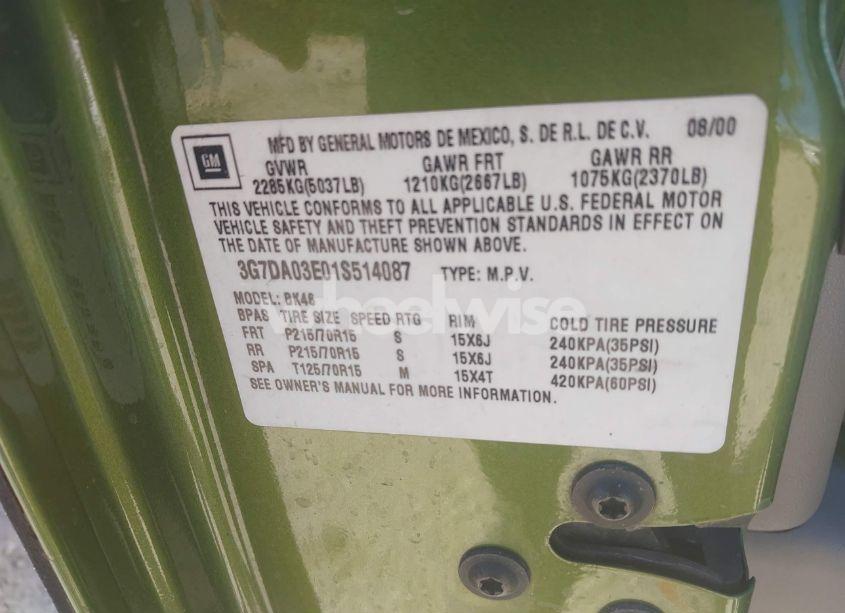 GM
MFD BY GENERAL MOTORS DE MEXICO, S. DE R.L. DE C.V. 08/00
GVWR GAWR FRT GAWR RR
2285KG(5037LB) 1210KG(2667LB) 1075KG(2370LB)
THIS VEHICLE CONFORMS TO ALL APPLICABLE U.S. FEDERAL MOTOR
VEHICLE SAFETY AND THEFT PREVENTION STANDARDS IN EFFECT ON
THE DATE OF MANUFACTURE SHOWN ABOVE.
3G7DA03E01S514087 TYPE: M.P.V.
wheelwise
MODEL: BK48
BPAS TIRE SIZE SPEED RTG RIM COLD TIRE PRESSURE
FRT P215/70R15 S 15X6J 240KPA(35PSI)
RR P215/70R15 S 15X6J 240KPA(35PSI)
SPA T125/70R15 M 15X4T 420KPA(60PSI)
SEE OWNER'S MANUAL FOR MORE INFORMATION.